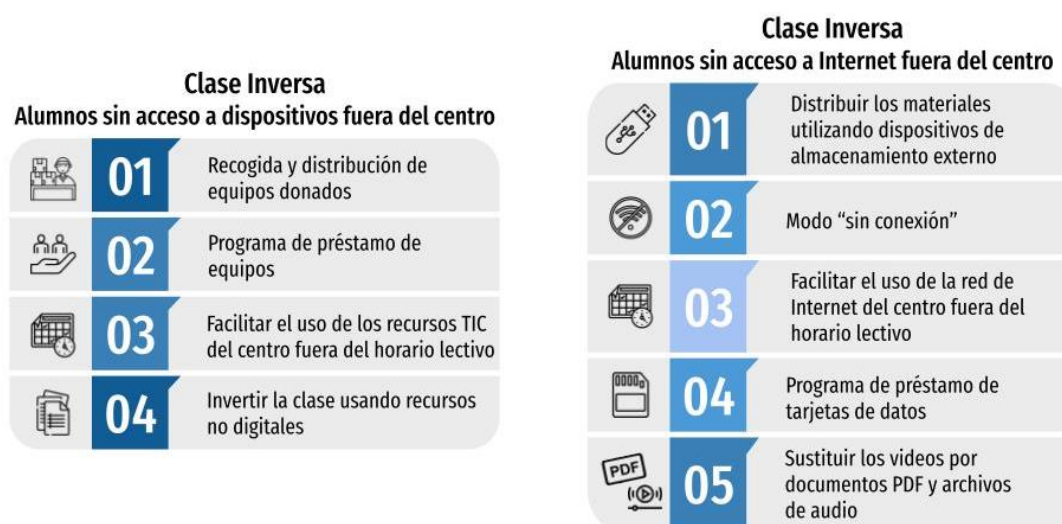 Clase Inversa
Alumnos sin acceso a dispositivos fuera del centro
01
Recogida y distribución de
equipos donados
02
Programa de préstamo de
equipos
03
Facilitar el uso de los recursos TIC
del centro fuera del horario lectivo
04
Invertir la clase usando recursos
no digitales
Clase Inversa
Alumnos sin acceso a Internet fuera del centro
01
Distribuir los materiales
utilizando dispositivos de
almacenamiento externo
02
Modo “sin conexión”
03
Facilitar el uso de la red de
Internet del centro fuera del
horario lectivo
04
Programa de préstamo de
tarjetas de datos
PDF
05
Sustituir los videos por
documentos PDF y archivos
de audio